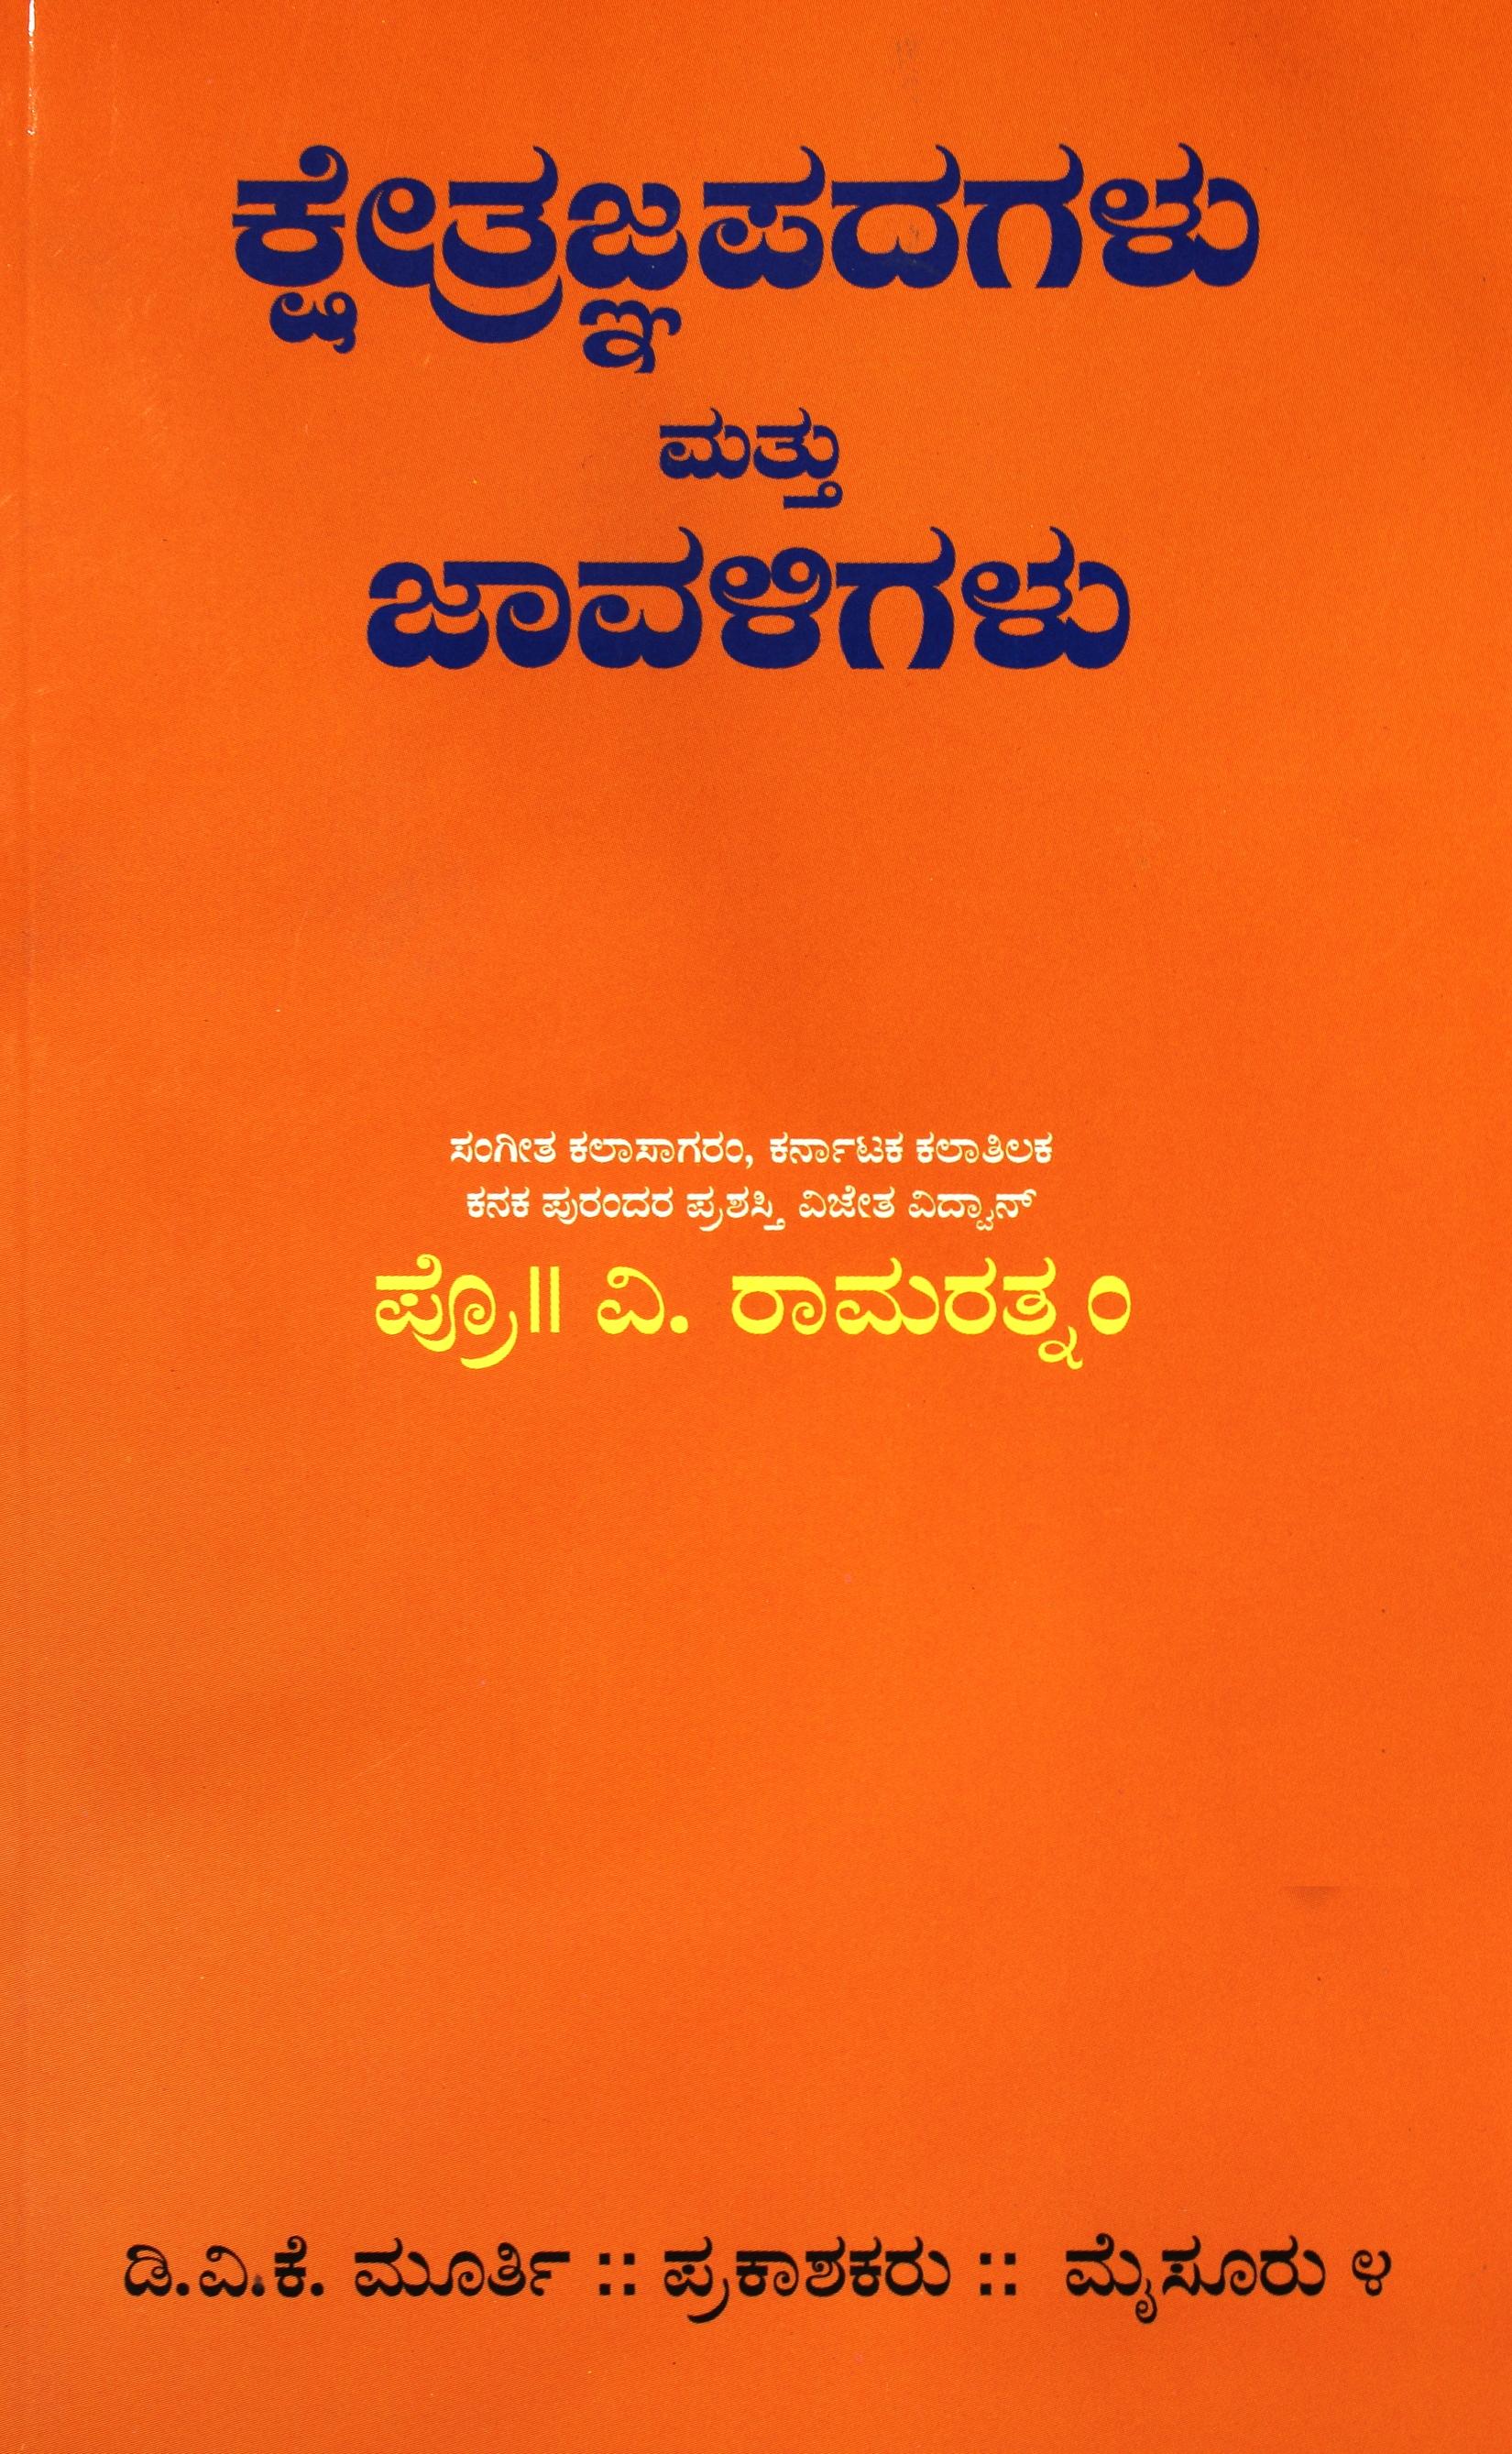 ಕ್ಷೇತ್ರಜ್ಞಪದಗಳು
ಮತ್ತು
ಜಾವಳಿಗಳು
ಸಂಗೀತ ಕಲಾಸಾಗರಂ, ಕರ್ನಾಟಕ ಕಲಾತಿಲಕ
ಕನಕ ಪುರಂದರ ಪ್ರಶಸ್ತಿ ವಿಜೇತ ವಿದ್ವಾನ್
ಪ್ರೊ|| ವಿ. ರಾಮರತ್ನಂ
ಡಿ.ವಿ.ಕೆ. ಮೂರ್ತಿ :: ಪ್ರಕಾಶಕರು :: ಮೈಸೂರು ೪